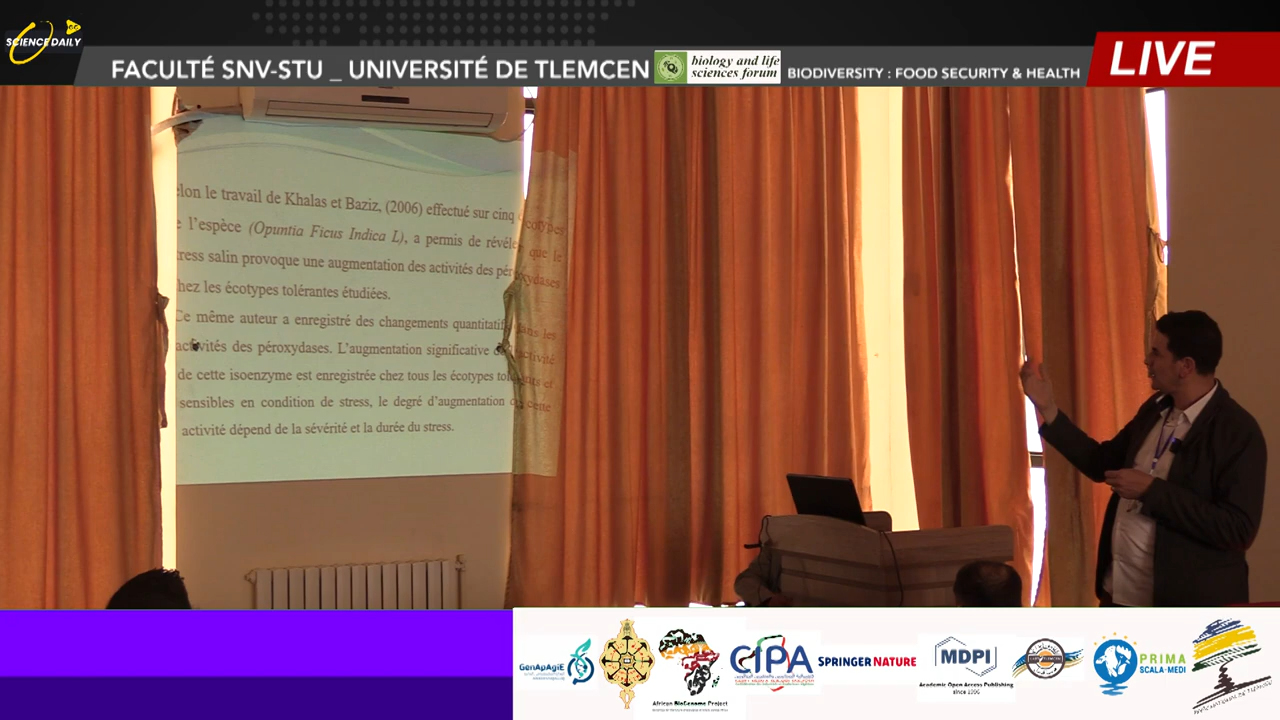 SCIENCE DAILY
FACULTÉ SNV-STU _ UNIVERSITÉ DE TLEMCEN
biology and life
sciences forum
BIODIVERSITY : FOOD SECURITY & HEALTH
LIVE
elon le travail de Khalas et Baziz, (2006) effectué sur cinq écotypes
e l'espèce (Opuntia Ficus Indica L), a permis de révéler que le
tress salin provoque une augmentation des activités des péroxydases
hez les écotypes tolérantes étudiées.
Ce même auteur a enregistré des changements quantitatifs dans les
activités des péroxydases. L'augmentation significative de activité
de cette isoenzyme est enregistrée chez tous les écotypes tolérants et
sensibles en condition de stress, le degré d'augmentation de cette
activité dépend de la sévérité et la durée du stress.
GenApAgiE
African BioGenome Project
CIPA
SPRINGER NATURE
MDPI
Academic Open Access Publishing
since 1996
PRIMA
SCALA-MEDI